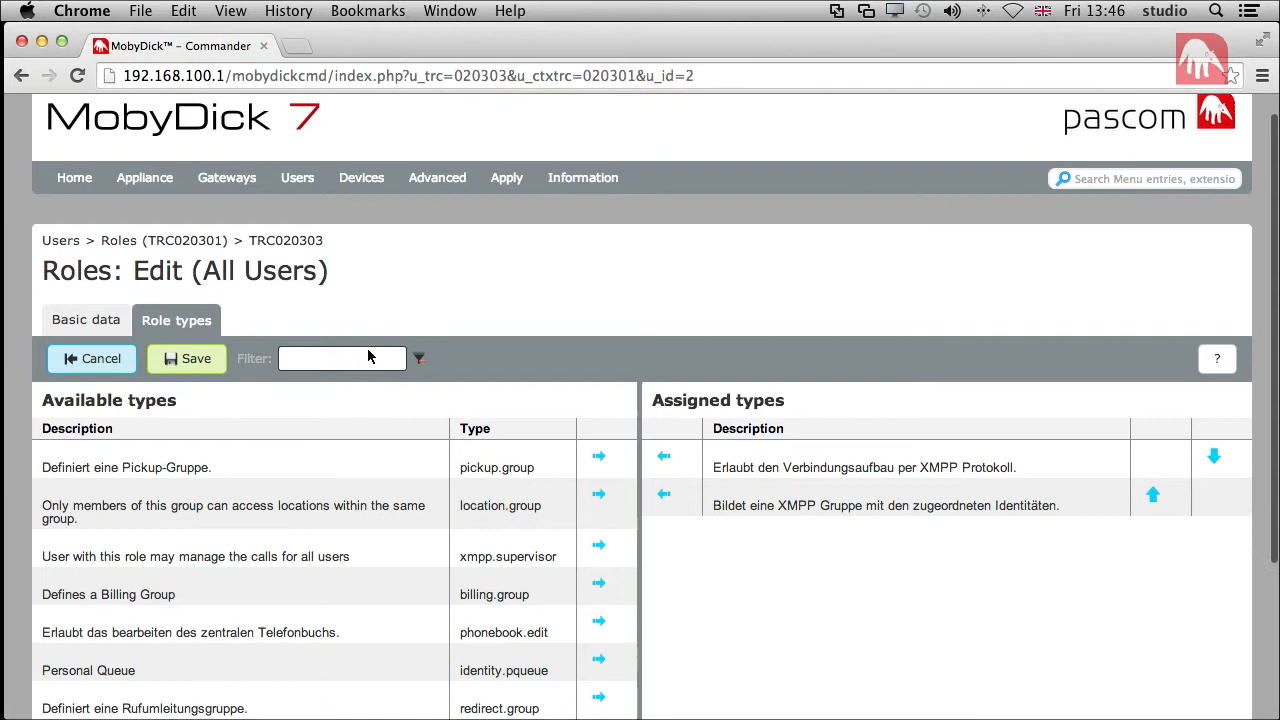 Chrome File Edit View History Bookmarks Window Help Fri 13:46 studio
MobyDick™ – Commander
192.168.100.1/mobydickcmd/index.php?u_trc=020303&u_ctxtrc=020301&u_id=2
MobyDick 7
pascom
Home Appliance Gateways Users Devices Advanced Apply Information Search Menu entries, extensio
Users > Roles (TRC020301) > TRC020303
Roles: Edit (All Users)
Basic data Role types
Cancel Save Filter: ?
Available types
Description Type
Definiert eine Pickup-Gruppe. pickup.group
Only members of this group can access locations within the same group. location.group
User with this role may manage the calls for all users xmpp.supervisor
Defines a Billing Group billing.group
Erlaubt das bearbeiten des zentralen Telefonbuchs. phonebook.edit
Personal Queue identity.pqueue
Definiert eine Rufumleitungsgruppe. redirect.group
Assigned types
Description
Erlaubt den Verbindungsaufbau per XMPP Protokoll.
Bildet eine XMPP Gruppe mit den zugeordneten Identitäten.